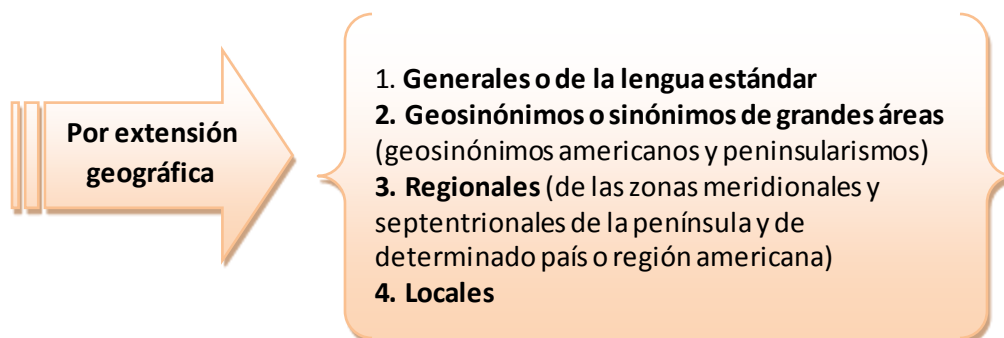 Por extensión
geográfica
1. Generales o de la lengua estándar
2. Geosinónimos o sinónimos de grandes áreas
(geosinónimos americanos y peninsularismos)
3. Regionales (de las zonas meridionales y
septentrionales de la península y de
determinado país o región americana)
4. Locales